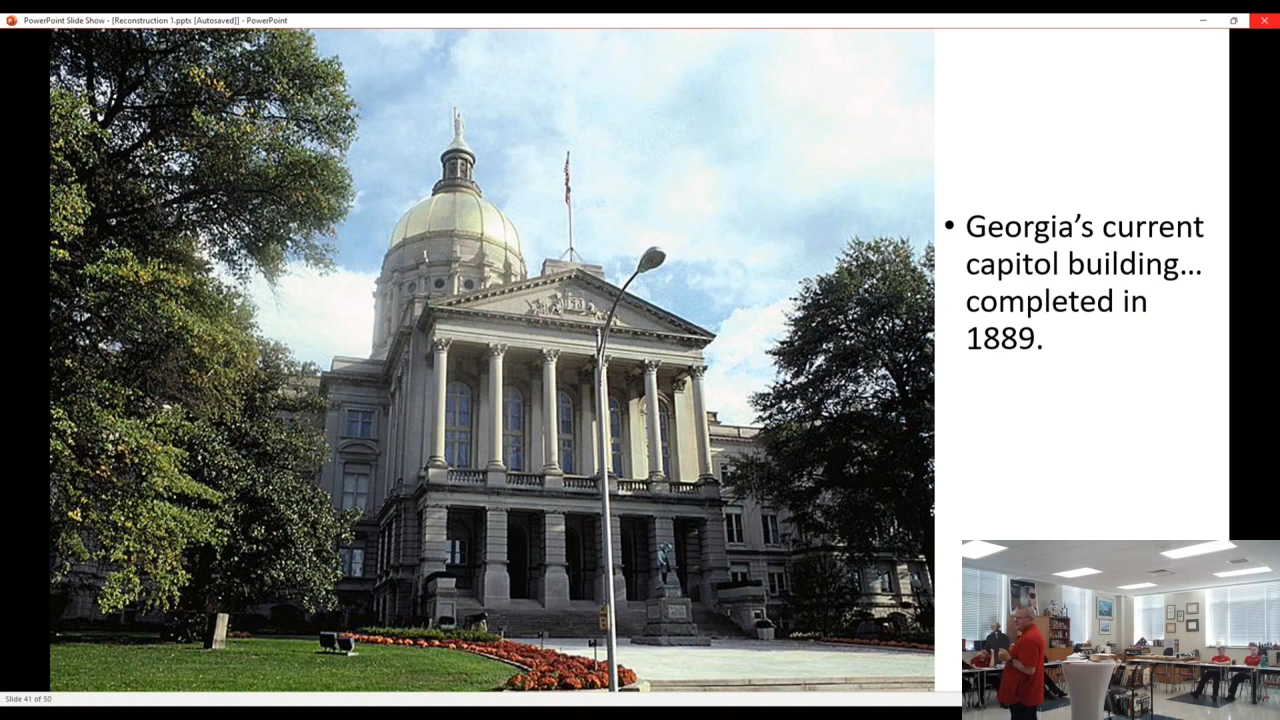 PowerPoint Slide Show - [Reconstruction 1.pptx [Autosaved]] - PowerPoint
• Georgia’s current
capitol building…
completed in
1889.
Slide 41 of 50